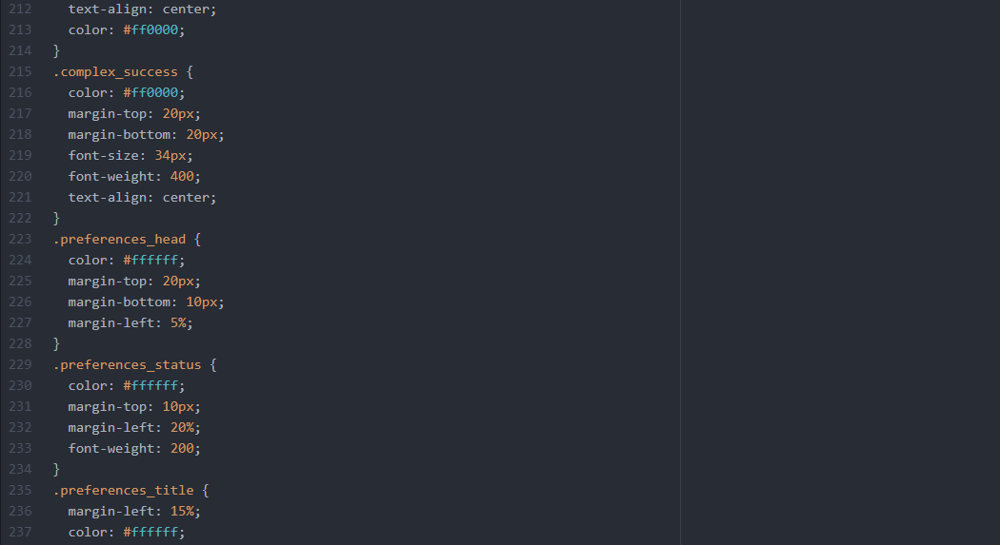 212 text-align: center;
213 color: #ff0000;
214 }
215 .complex_success {
216 color: #ff0000;
217 margin-top: 20px;
218 margin-bottom: 20px;
219 font-size: 34px;
220 font-weight: 400;
221 text-align: center;
222 }
223 .preferences_head {
224 color: #ffffff;
225 margin-top: 20px;
226 margin-bottom: 10px;
227 margin-left: 5%;
228 }
229 .preferences_status {
230 color: #ffffff;
231 margin-top: 10px;
232 margin-left: 20%;
233 font-weight: 200;
234 }
235 .preferences_title {
236 margin-left: 15%;
237 color: #ffffff;